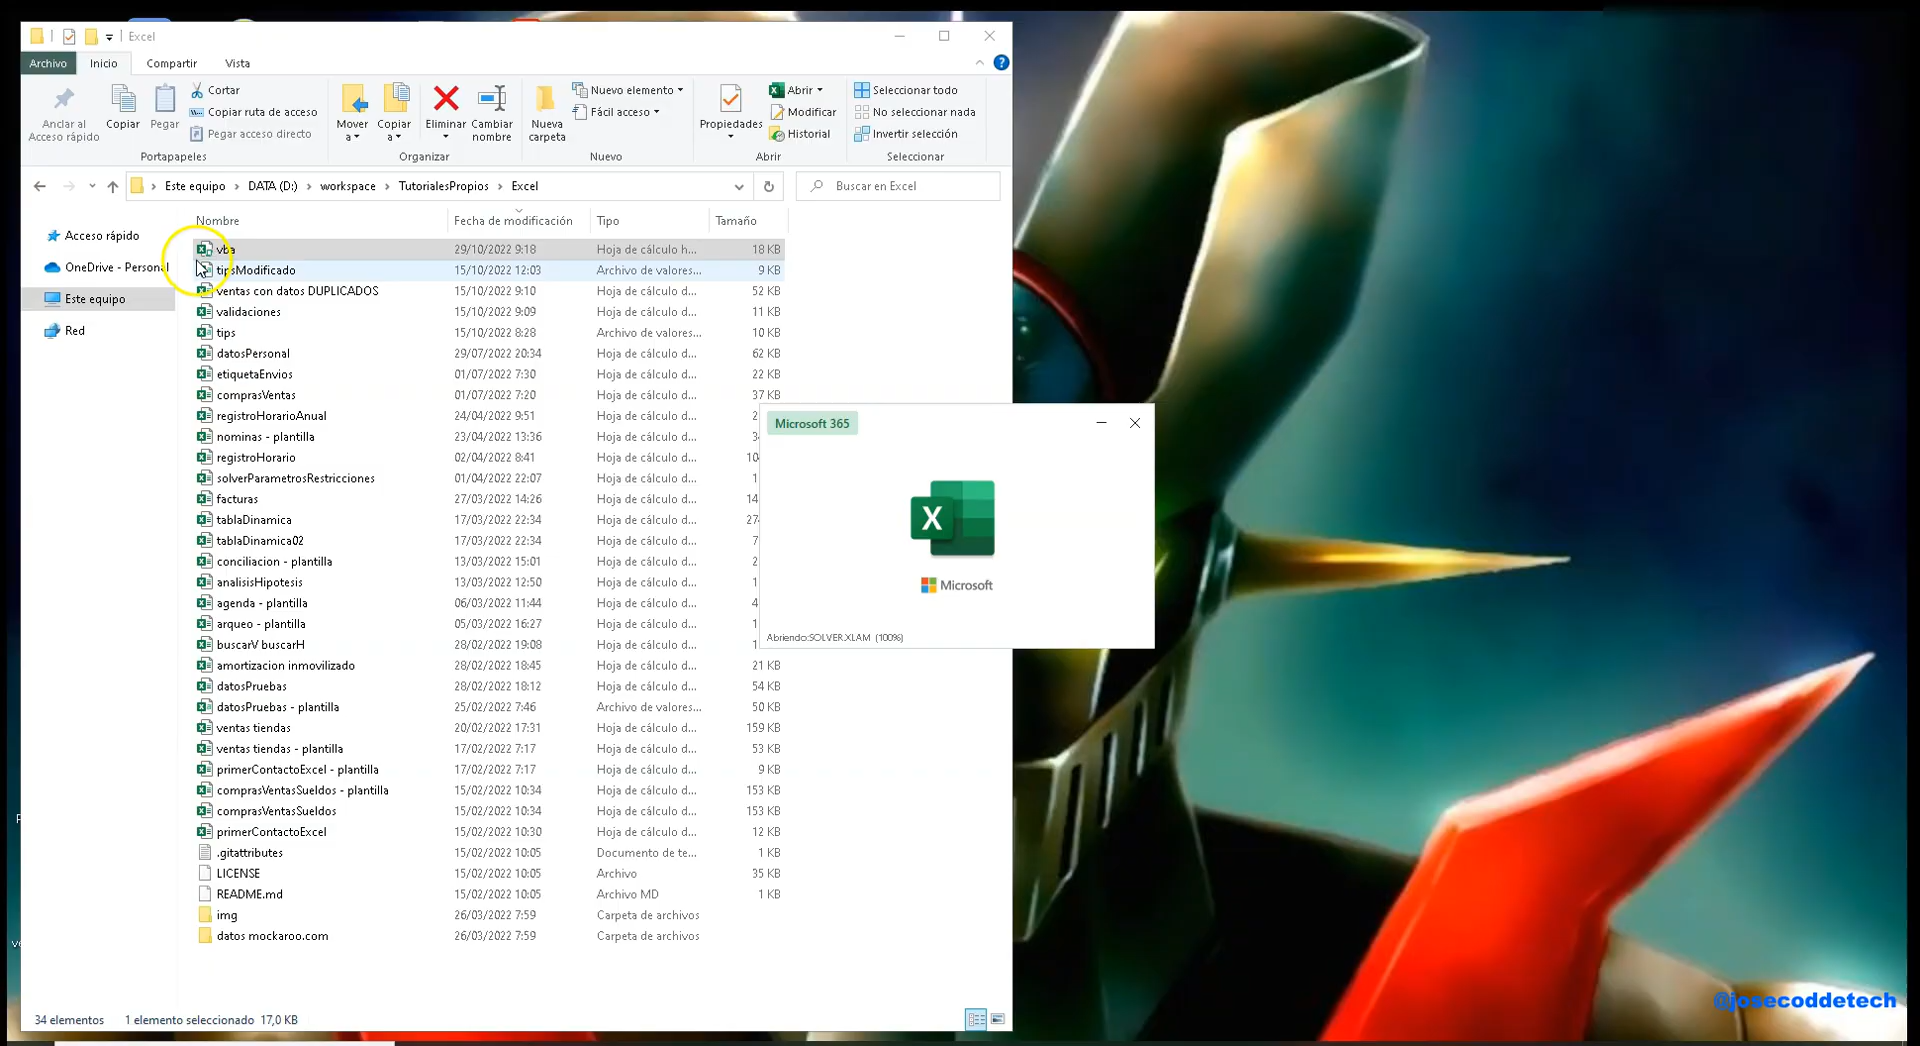 Excel
Archivo Inicio Compartir Vista
Anclar al Acceso rápido
Copiar
Pegar
Cortar
Copiar ruta de acceso
Pegar acceso directo
Portapapeles
Mover a
Copiar a
Eliminar
Cambiar nombre
Organizar
Nueva carpeta
Nuevo elemento
Fácil acceso
Nuevo
Propiedades
Abrir
Modificar
Historial
Abrir
Seleccionar todo
No seleccionar nada
Invertir selección
Seleccionar
Este equipo > DATA (D:) > workspace > TutorialesPropios > Excel
Buscar en Excel
Acceso rápido
OneDrive - Personal
Este equipo
Red
Nombre Fecha de modificación Tipo Tamaño
vba 29/10/2022 9:18 Hoja de cálculo h... 18 KB
tipsModificado 15/10/2022 12:03 Archivo de valores... 9 KB
ventas con datos DUPLICADOS 15/10/2022 9:10 Hoja de cálculo d... 52 KB
validaciones 15/10/2022 9:09 Hoja de cálculo d... 11 KB
tips 15/10/2022 8:28 Archivo de valores... 10 KB
datosPersonal 29/07/2022 20:34 Hoja de cálculo d... 62 KB
etiquetaEnvios 01/07/2022 7:30 Hoja de cálculo d... 22 KB
comprasVentas 01/07/2022 7:20 Hoja de cálculo d... 37 KB
registroHorarioAnual 24/04/2022 9:51 Hoja de cálculo d...
nominas - plantilla 23/04/2022 13:36 Hoja de cálculo d...
registroHorario 02/04/2022 8:41 Hoja de cálculo d...
solverParametrosRestricciones 01/04/2022 22:07 Hoja de cálculo d...
facturas 27/03/2022 14:26 Hoja de cálculo d...
tablaDinamica 17/03/2022 22:34 Hoja de cálculo d...
tablaDinamica02 17/03/2022 22:34 Hoja de cálculo d...
conciliacion - plantilla 13/03/2022 15:01 Hoja de cálculo d...
analisisHipotesis 13/03/2022 12:50 Hoja de cálculo d...
agenda - plantilla 06/03/2022 11:44 Hoja de cálculo d...
arqueo - plantilla 05/03/2022 16:27 Hoja de cálculo d...
buscarV buscarH 28/02/2022 19:08 Hoja de cálculo d...
amortizacion inmovilizado 28/02/2022 18:45 Hoja de cálculo d... 21 KB
datosPruebas 28/02/2022 18:12 Hoja de cálculo d... 54 KB
datosPruebas - plantilla 25/02/2022 7:46 Archivo de valores... 50 KB
ventas tiendas 20/02/2022 17:31 Hoja de cálculo d... 159 KB
ventas tiendas - plantilla 17/02/2022 7:17 Hoja de cálculo d... 53 KB
primerContactoExcel - plantilla 17/02/2022 7:17 Hoja de cálculo d... 9 KB
comprasVentasSueldos - plantilla 15/02/2022 10:34 Hoja de cálculo d... 153 KB
comprasVentasSueldos 15/02/2022 10:34 Hoja de cálculo d... 153 KB
primerContactoExcel 15/02/2022 10:30 Hoja de cálculo d... 12 KB
.gitattributes 15/02/2022 10:05 Documento de te... 1 KB
LICENSE 15/02/2022 10:05 Archivo 35 KB
README.md 15/02/2022 10:05 Archivo MD 1 KB
img 26/03/2022 7:59 Carpeta de archivos
datos mockaroo.com 26/03/2022 7:59 Carpeta de archivos
Microsoft 365
X
Microsoft
Abriendo:SOLVER.XLAM (100%)
@josecoddetech
34 elementos 1 elemento seleccionado 17,0 KB